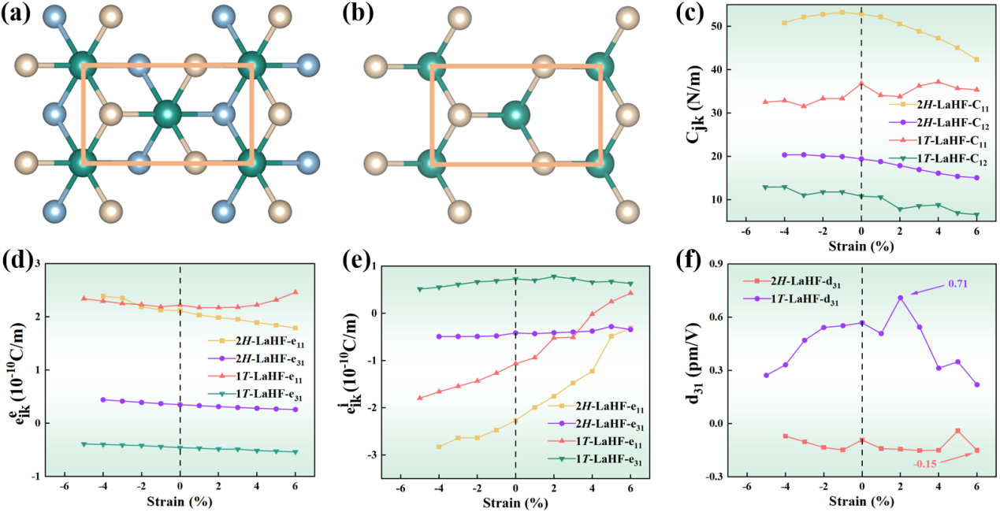 (a)
(b)
(c)
50
40
30
20
10
C_jk (N/m)
2H-LaHF-C₁₁
2H-LaHF-C₁₂
1T-LaHF-C₁₁
1T-LaHF-C₁₂
-6 -4 -2 0 2 4 6
Strain (%)
(d)
3
2
1
0
-1
e^e_ik (10⁻¹⁰C/m)
2H-LaHF-e₁₁
2H-LaHF-e₃₁
1T-LaHF-e₁₁
1T-LaHF-e₃₁
-6 -4 -2 0 2 4 6
Strain (%)
(e)
1
0
-1
-2
-3
e^i_ik (10⁻¹⁰C/m)
2H-LaHF-e₁₁
2H-LaHF-e₃₁
1T-LaHF-e₁₁
1T-LaHF-e₃₁
-6 -4 -2 0 2 4 6
Strain (%)
(f)
0.9
0.6
0.3
0.0
-0.3
d₃₁ (pm/V)
2H-LaHF-d₃₁
1T-LaHF-d₃₁
0.71
-0.15
-6 -4 -2 0 2 4 6
Strain (%)